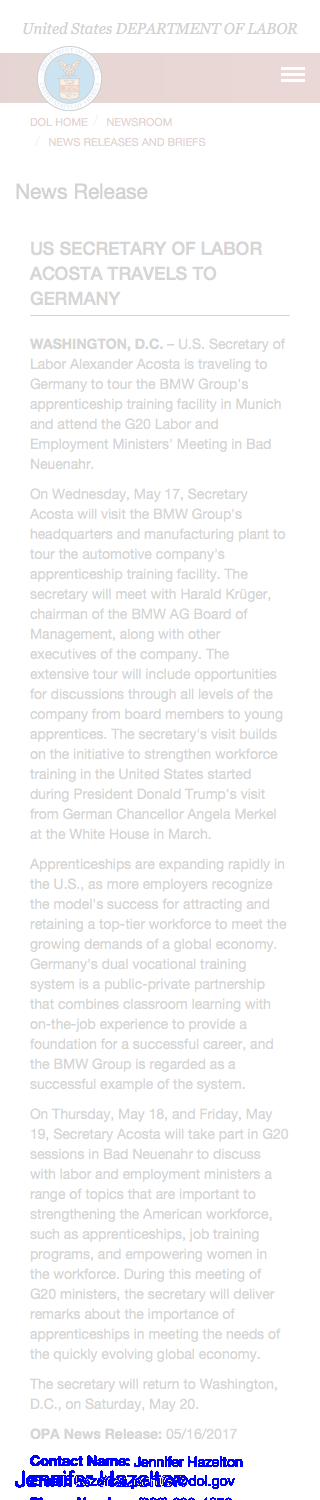 United States DEPARTMENT OF LABOR
DOL HOME / NEWSROOM
/ NEWS RELEASES AND BRIEFS
News Release
US SECRETARY OF LABOR
ACOSTA TRAVELS TO
GERMANY
WASHINGTON, D.C. – U.S. Secretary of
Labor Alexander Acosta is traveling to
Germany to tour the BMW Group's
apprenticeship training facility in Munich
and attend the G20 Labor and
Employment Ministers' Meeting in Bad
Neuenahr.
On Wednesday, May 17, Secretary
Acosta will visit the BMW Group's
headquarters and manufacturing plant to
tour the automotive company's
apprenticeship training facility. The
secretary will meet with Harald Krüger,
chairman of the BMW AG Board of
Management, along with other
executives of the company. The
extensive tour will include opportunities
for discussions through all levels of the
company from board members to young
apprentices. The secretary's visit builds
on the initiative to strengthen workforce
training in the United States started
during President Donald Trump's visit
from German Chancellor Angela Merkel
at the White House in March.
Apprenticeships are expanding rapidly in
the U.S., as more employers recognize
the model's success for attracting and
retaining a top-tier workforce to meet the
growing demands of a global economy.
Germany's dual vocational training
system is a public-private partnership
that combines classroom learning with
on-the-job experience to provide a
foundation for a successful career, and
the BMW Group is regarded as a
successful example of the system.
On Thursday, May 18, and Friday, May
19, Secretary Acosta will take part in G20
sessions in Bad Neuenahr to discuss
with labor and employment ministers a
range of topics that are important to
strengthening the American workforce,
such as apprenticeships, job training
programs, and empowering women in
the workforce. During this meeting of
G20 ministers, the secretary will deliver
remarks about the importance of
apprenticeships in meeting the needs of
the quickly evolving global economy.
The secretary will return to Washington,
D.C., on Saturday, May 20.
OPA News Release: 05/16/2017
Contact Name: Jennifer Hazelton
Jennifer Hazelton